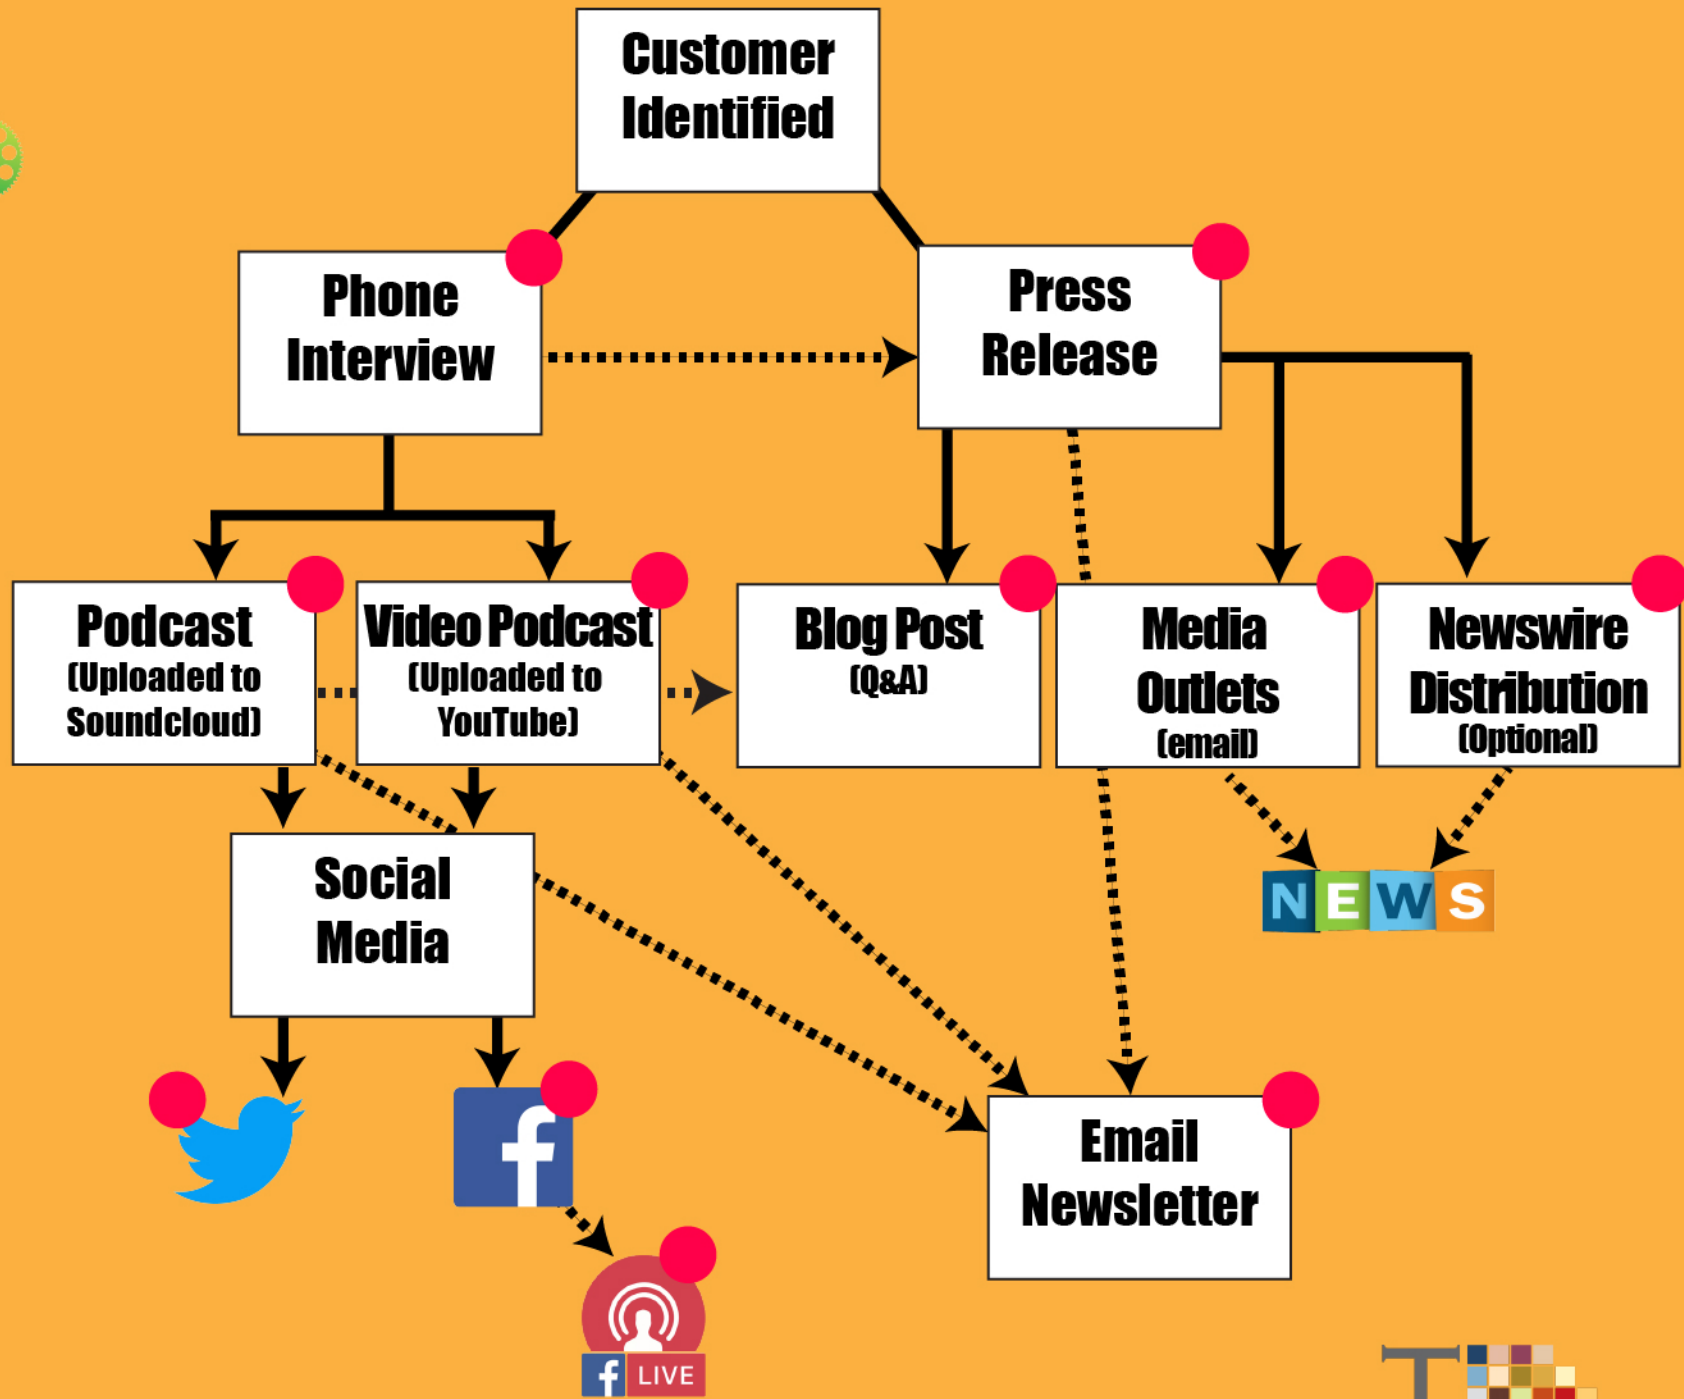 Customer
Identified
Phone
Interview
Press
Release
Podcast
(Uploaded to
Soundcloud)
Video Podcast
(Uploaded to
YouTube)
Blog Post
(Q&A)
Media
Outlets
(email)
Newswire
Distribution
(Optional)
Social
Media
NEWS
f
Email
Newsletter
f LIVE
T